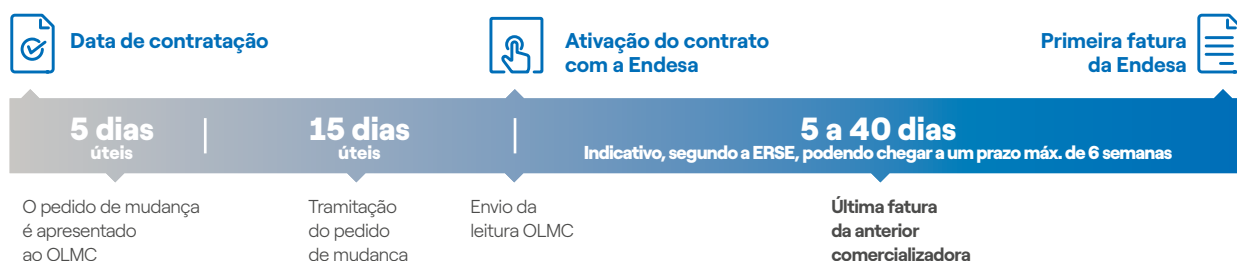 Data de contratação
Ativação do contrato
com a Endesa
Primeira fatura
da Endesa
5 dias
úteis
15 dias
úteis
5 a 40 dias
Indicativo, segundo a ERSE, podendo chegar a um prazo máx. de 6 semanas
O pedido de mudança
é apresentado
ao OLMC
Tramitação
do pedido
de mudança
Envio da
leitura OLMC
Última fatura
da anterior
comercializadora